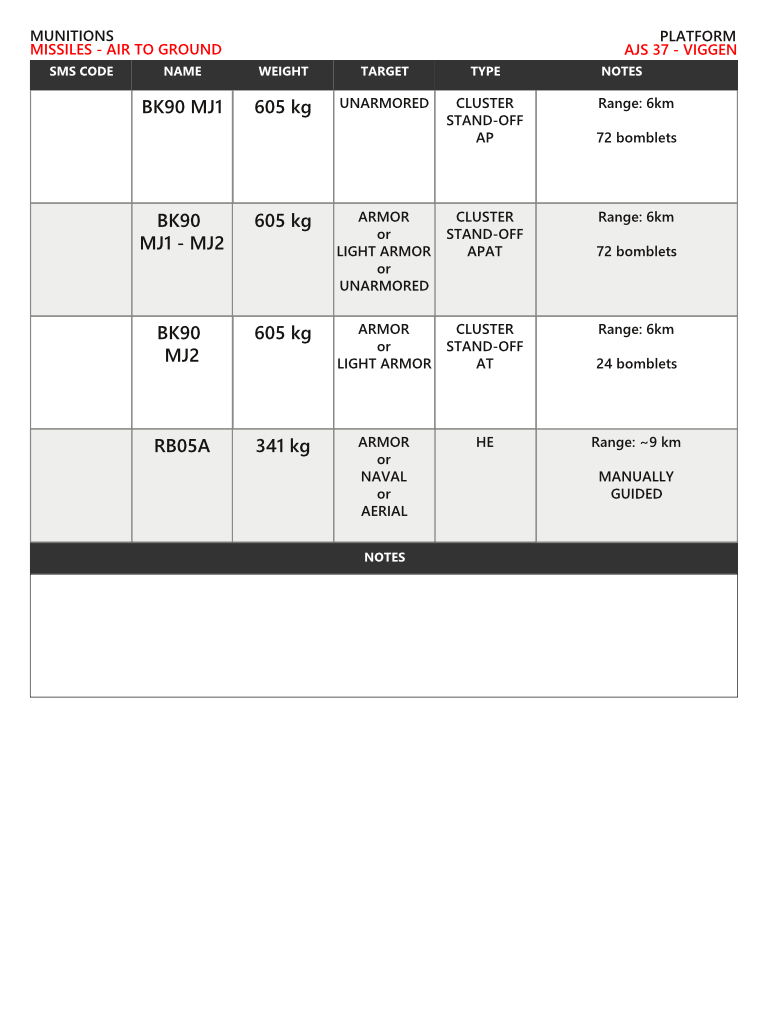 MUNITIONS
PLATFORM
MISSILES - AIR TO GROUND
AJS 37 - VIGGEN
SMS CODE NAME WEIGHT TARGET TYPE NOTES
BK90 MJ1
605 kg
UNARMORED
CLUSTER
STAND-OFF
AP
Range: 6km
72 bomblets
BK90
MJ1 - MJ2
605 kg
ARMOR
or
LIGHT ARMOR
or
UNARMORED
CLUSTER
STAND-OFF
APAT
Range: 6km
72 bomblets
BK90
MJ2
605 kg
ARMOR
or
LIGHT ARMOR
CLUSTER
STAND-OFF
AT
Range: 6km
24 bomblets
RB05A
341 kg
ARMOR
or
NAVAL
or
AERIAL
HE
Range: ~9 km
MANUALLY
GUIDED
NOTES